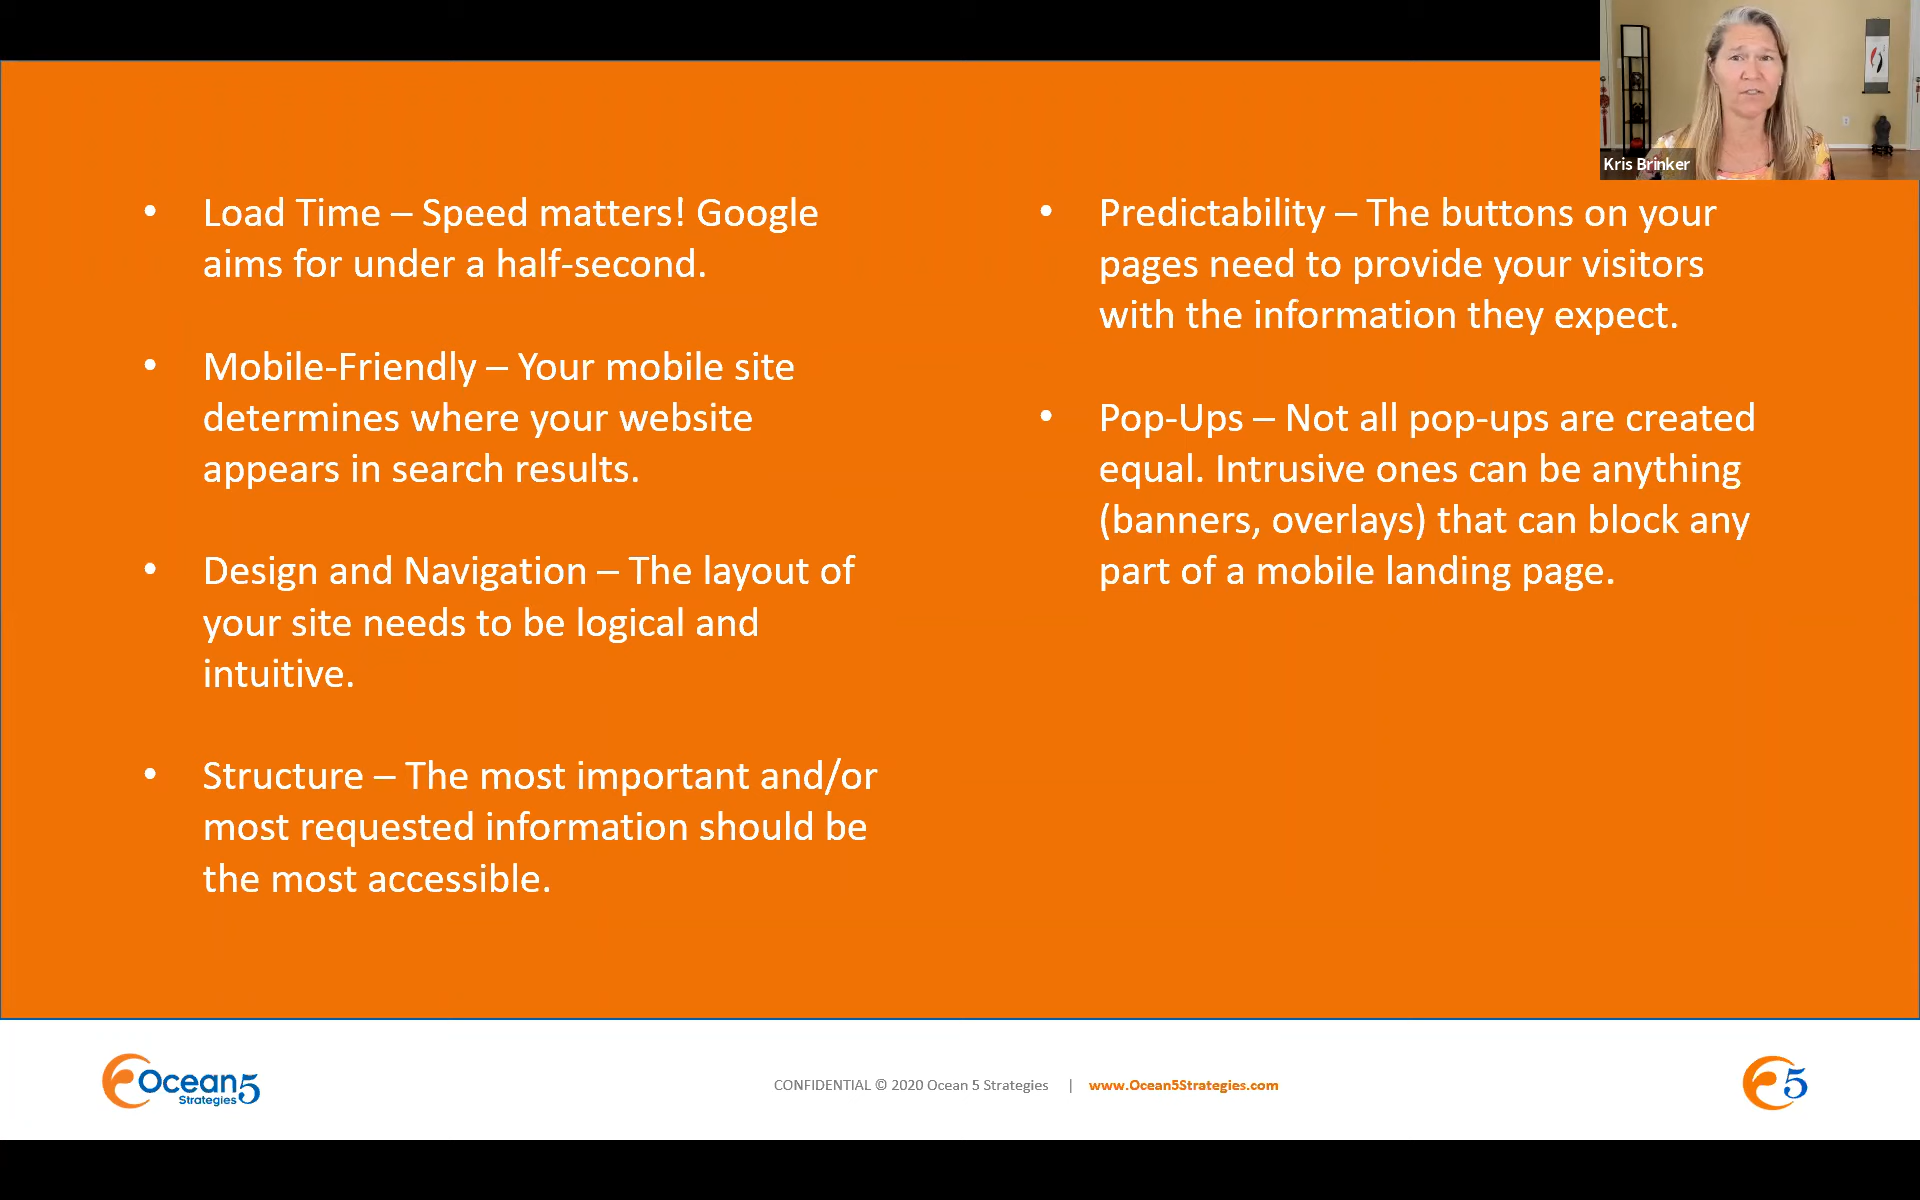 Kris Brinker
• Load Time – Speed matters! Google
aims for under a half-second.
• Mobile-Friendly – Your mobile site
determines where your website
appears in search results.
• Design and Navigation – The layout of
your site needs to be logical and
intuitive.
• Structure – The most important and/or
most requested information should be
the most accessible.
• Predictability – The buttons on your
pages need to provide your visitors
with the information they expect.
• Pop-Ups – Not all pop-ups are created
equal. Intrusive ones can be anything
(banners, overlays) that can block any
part of a mobile landing page.
Ocean5
Strategies
CONFIDENTIAL © 2020 Ocean 5 Strategies | www.Ocean5Strategies.com
5